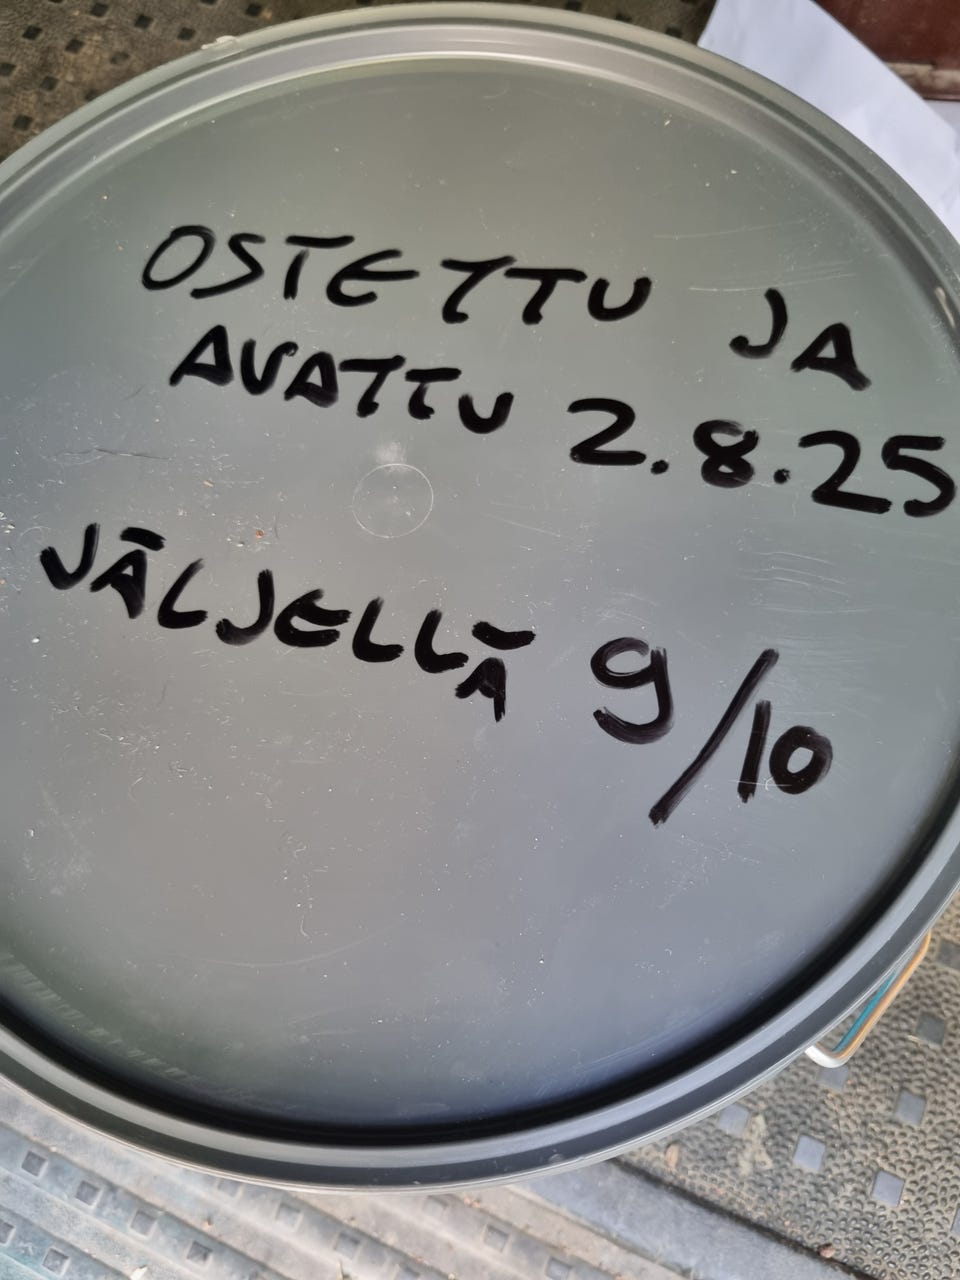 OSTETTU JA
AVATTU 2.8.25
JÄLJELLÄ 9/10